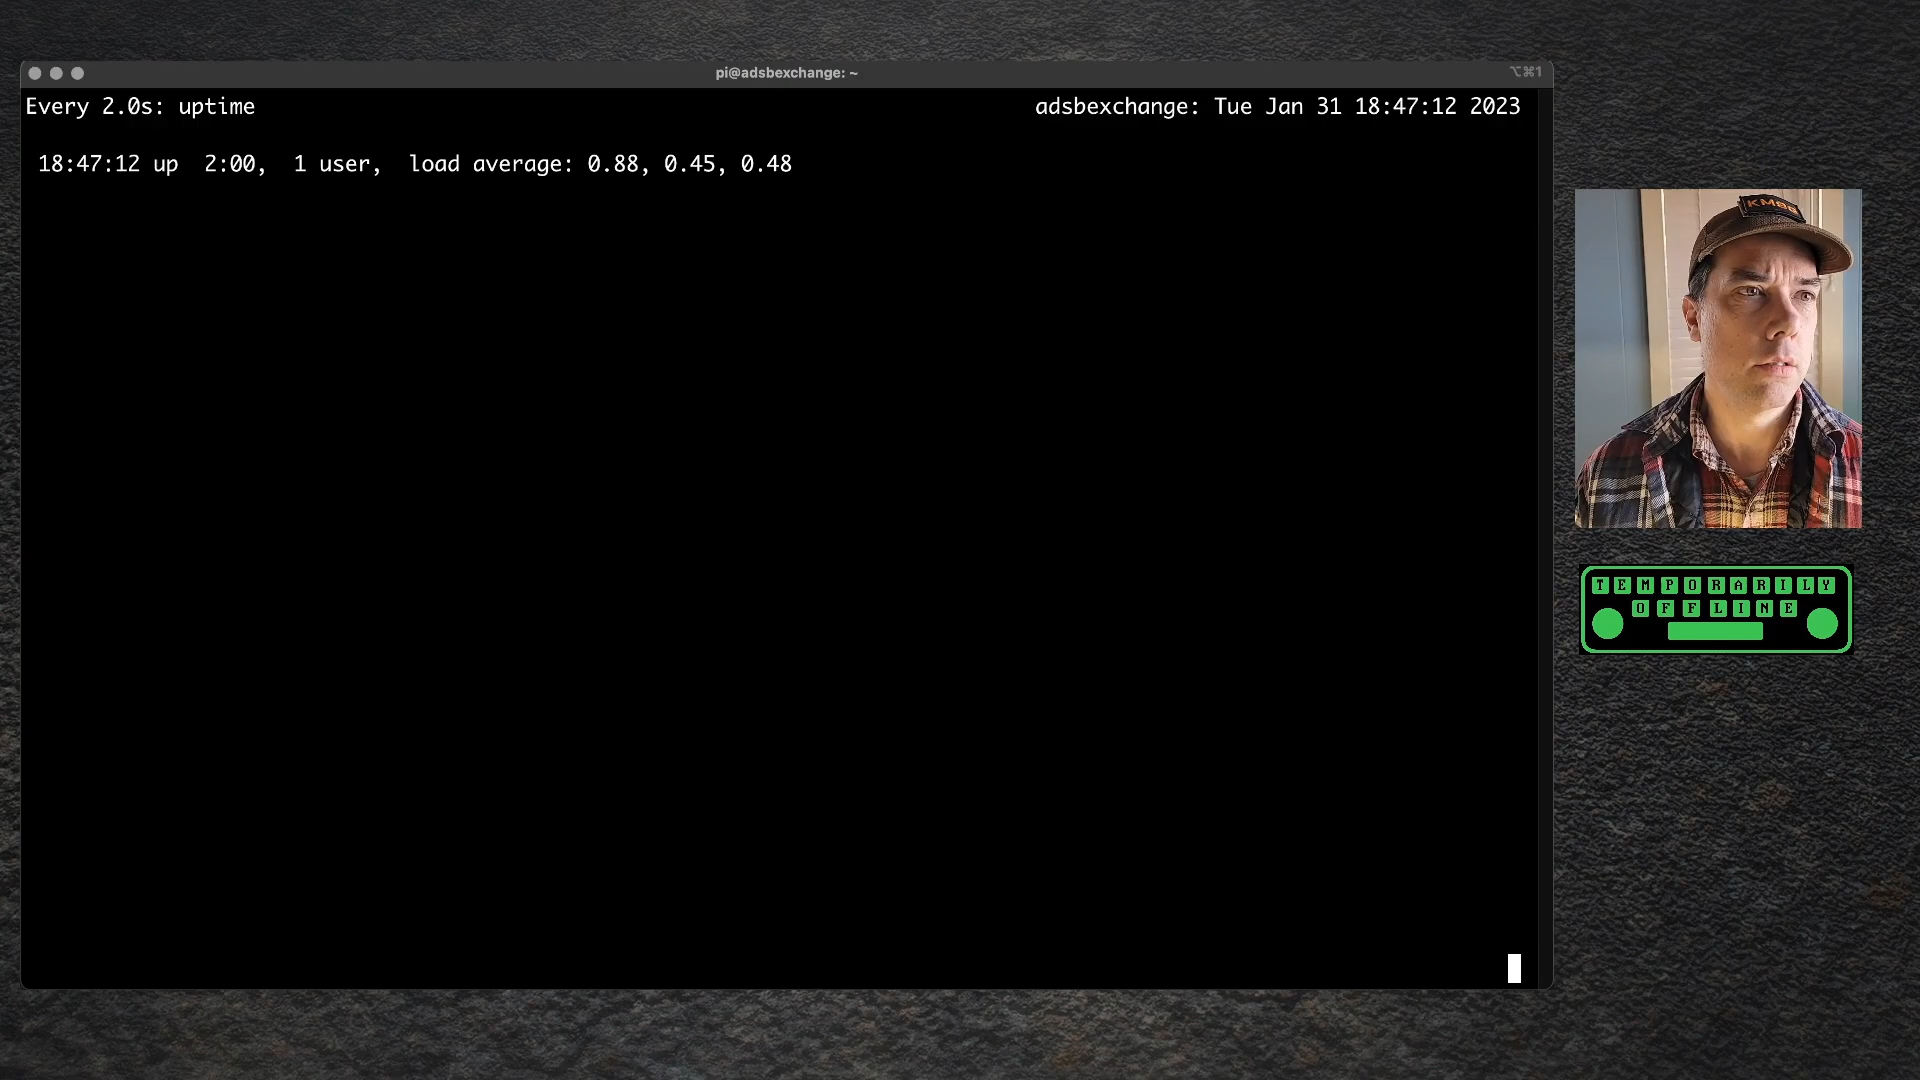 pi@adsbexchange: ~
⌥⌘1
Every 2.0s: uptime
adsbexchange: Tue Jan 31 18:47:12 2023
18:47:12 up  2:00,  1 user,  load average: 0.88, 0.45, 0.48
TEMPORARILY
OFFLINE